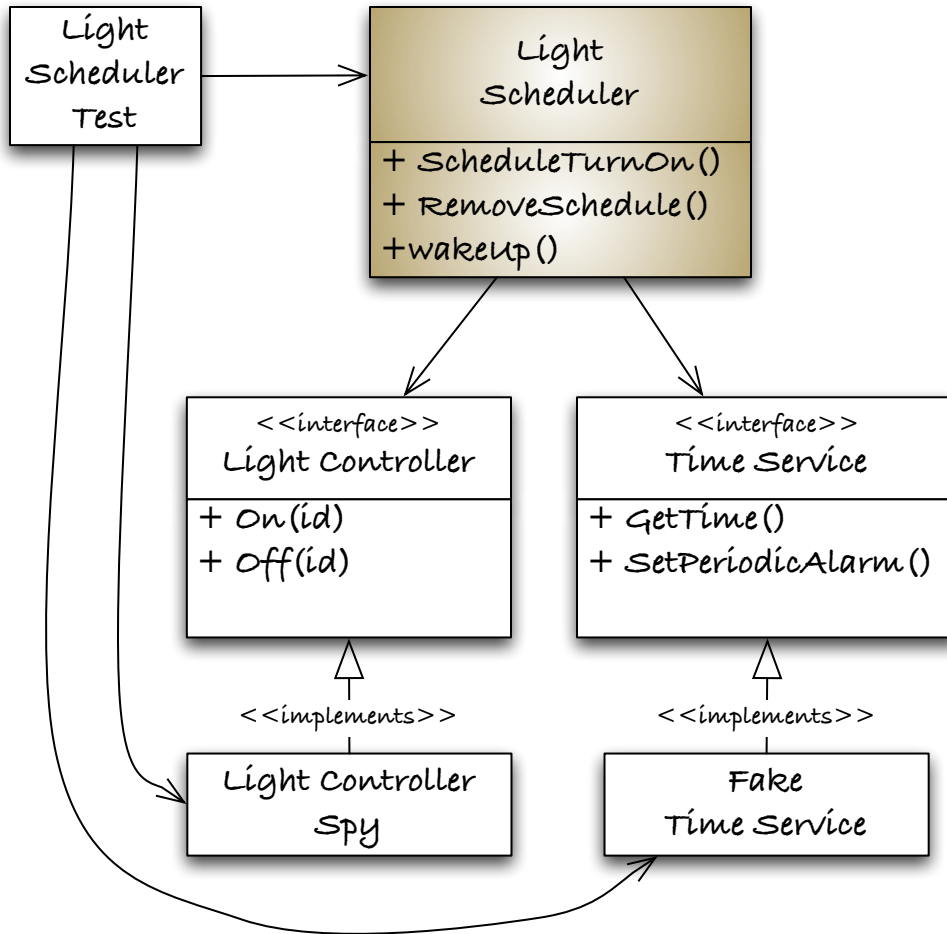 Light
Scheduler
Test
Light
Scheduler
+ ScheduleTurnOn()
+ RemoveSchedule()
+wakeUp()
<<interface>>
Light Controller
+ On(id)
+ Off(id)
<<interface>>
Time Service
+ GetTime()
+ SetPeriodicAlarm()
<<implements>>
<<implements>>
Light Controller
Spy
Fake
Time Service